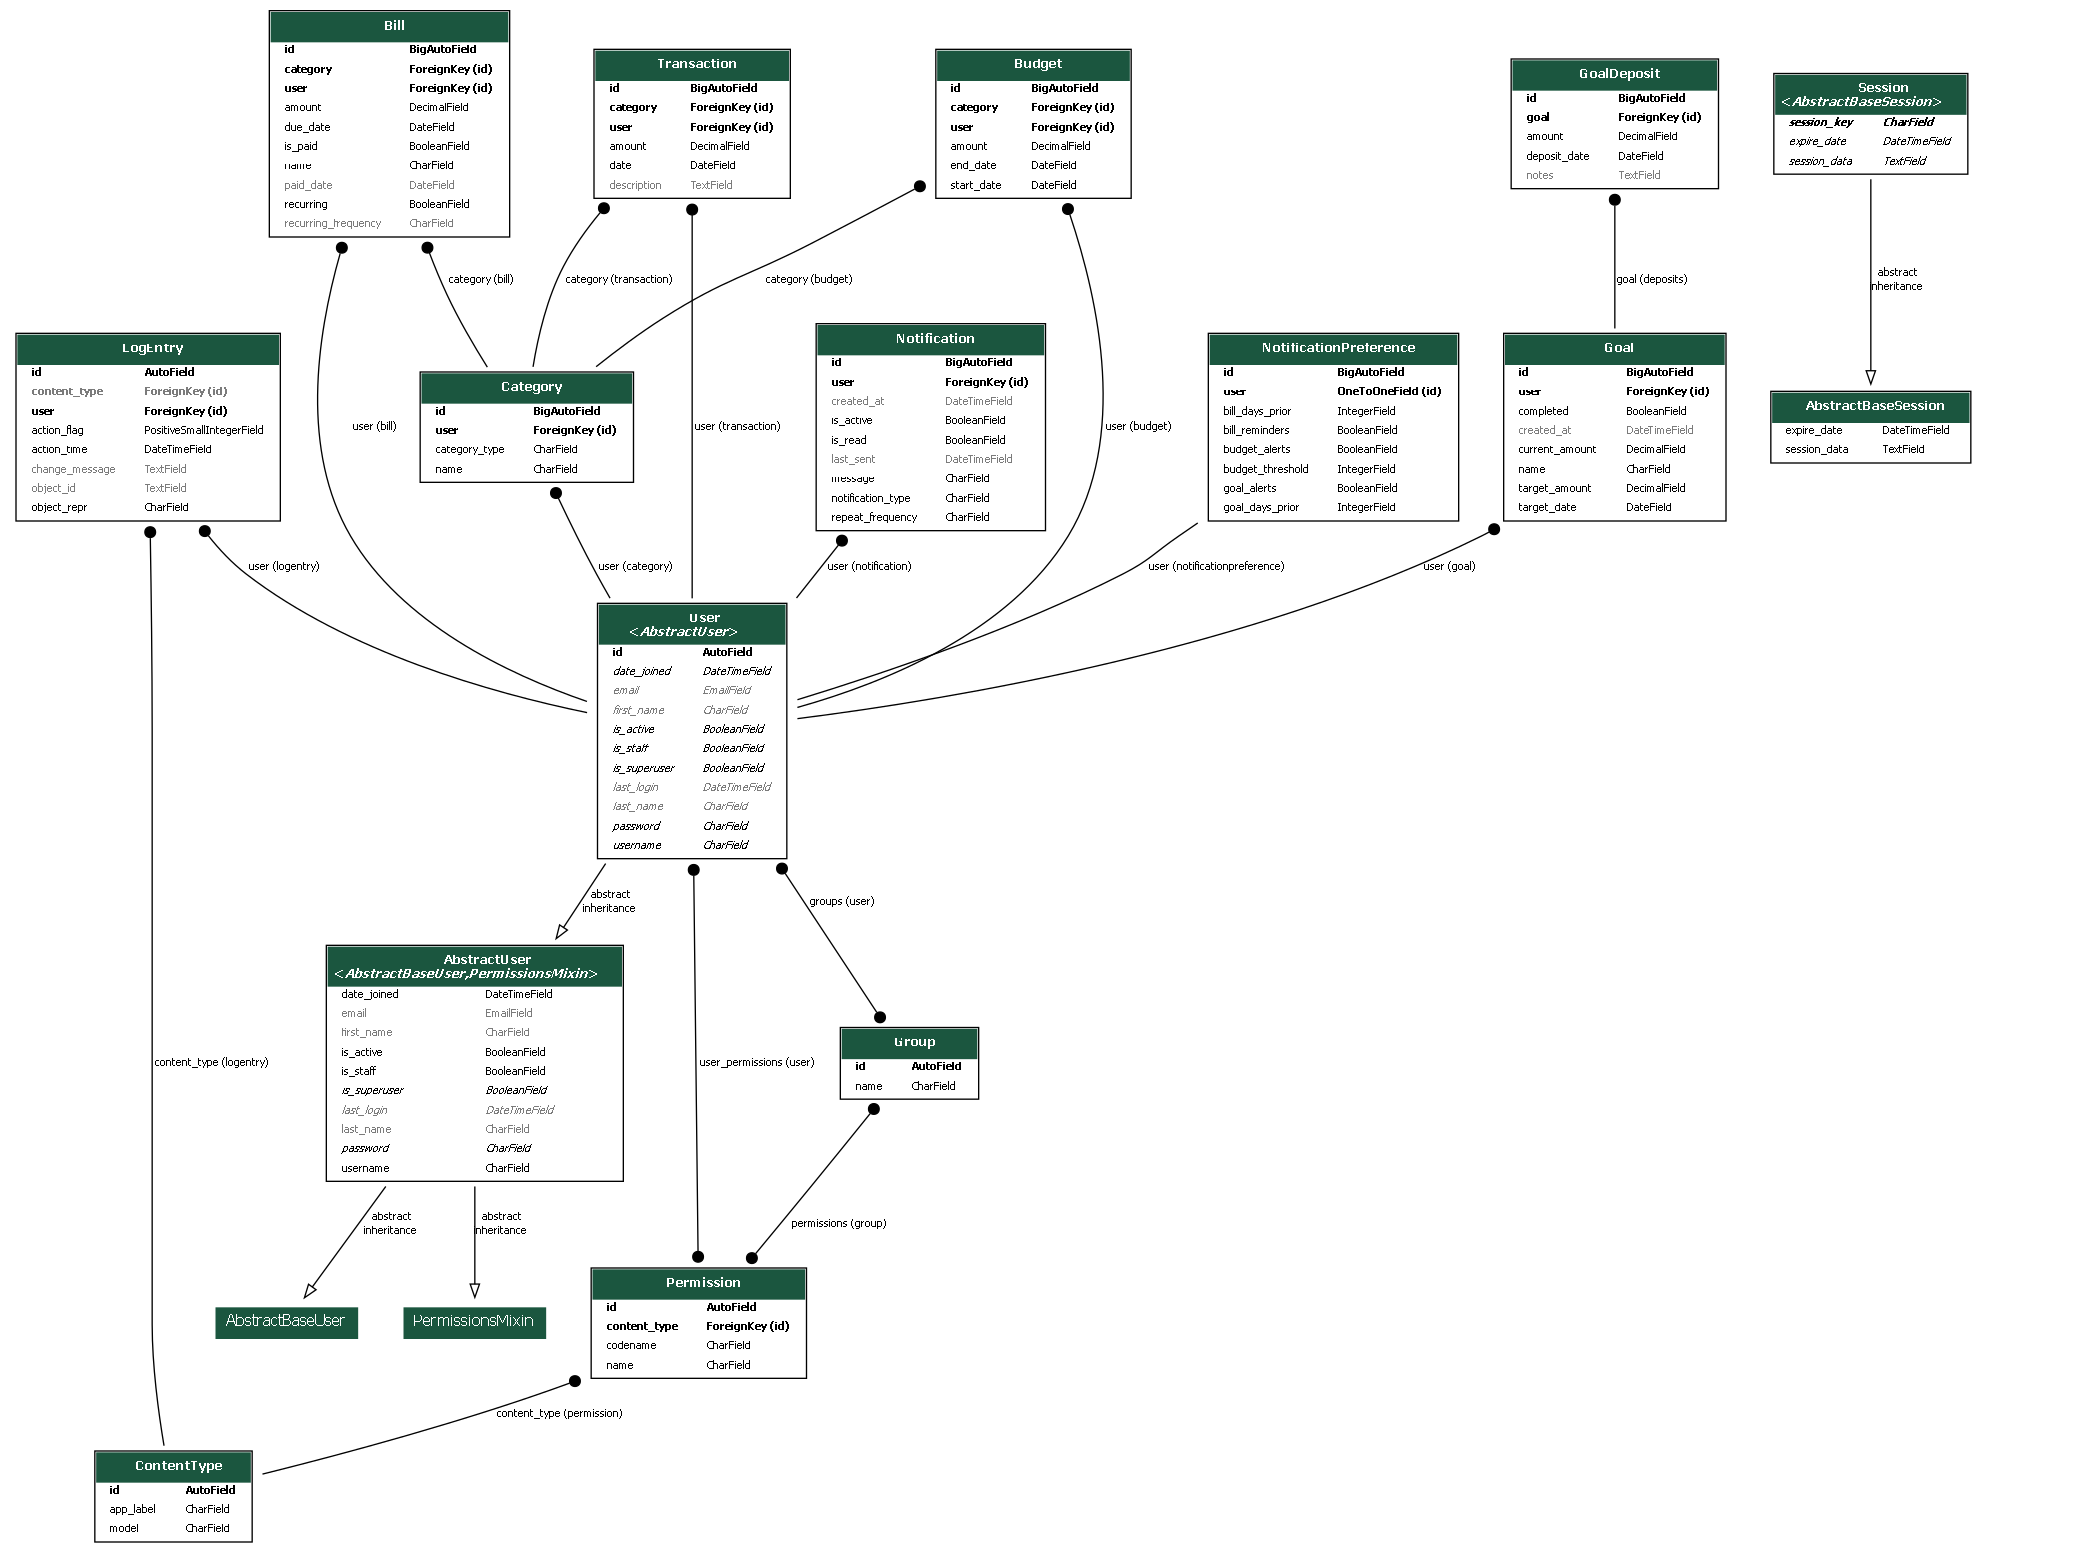 Bill
id BigAutoField
category ForeignKey (id)
user ForeignKey (id)
amount DecimalField
due_date DateField
is_paid BooleanField
name CharField
paid_date DateField
recurring BooleanField
recurring_frequency CharField
Transaction
id BigAutoField
category ForeignKey (id)
user ForeignKey (id)
amount DecimalField
date DateField
description TextField
Budget
id BigAutoField
category ForeignKey (id)
user ForeignKey (id)
amount DecimalField
end_date DateField
start_date DateField
GoalDeposit
id BigAutoField
goal ForeignKey (id)
amount DecimalField
deposit_date DateField
notes TextField
Session
<AbstractBaseSession>
session_key CharField
expire_date DateTimeField
session_data TextField
category (bill)
category (transaction)
category (budget)
goal (deposits)
abstract
inheritance
LogEntry
id AutoField
content_type ForeignKey (id)
user ForeignKey (id)
action_flag PositiveSmallIntegerField
action_time DateTimeField
change_message TextField
object_id TextField
object_repr CharField
user (bill)
Category
id BigAutoField
user ForeignKey (id)
category_type CharField
name CharField
user (transaction)
Notification
id BigAutoField
user ForeignKey (id)
created_at DateTimeField
is_active BooleanField
is_read BooleanField
last_sent DateTimeField
message CharField
notification_type CharField
repeat_frequency CharField
user (budget)
NotificationPreference
id BigAutoField
user OneToOneField (id)
bill_days_prior IntegerField
bill_reminders BooleanField
budget_alerts BooleanField
budget_threshold IntegerField
goal_alerts BooleanField
goal_days_prior IntegerField
Goal
id BigAutoField
user ForeignKey (id)
completed BooleanField
created_at DateTimeField
current_amount DecimalField
name CharField
target_amount DecimalField
target_date DateField
AbstractBaseSession
expire_date DateTimeField
session_data TextField
user (logentry)
user (category)
user (notification)
user (notificationpreference)
user (goal)
User
<AbstractUser>
id AutoField
date_joined DateTimeField
email EmailField
first_name CharField
is_active BooleanField
is_staff BooleanField
is_superuser BooleanField
last_login DateTimeField
last_name CharField
password CharField
username CharField
abstract
inheritance
groups (user)
AbstractUser
<AbstractBaseUser,PermissionsMixin>
date_joined DateTimeField
email EmailField
first_name CharField
is_active BooleanField
is_staff BooleanField
is_superuser BooleanField
last_login DateTimeField
last_name CharField
password CharField
username CharField
content_type (logentry)
user_permissions (user)
Group
id AutoField
name CharField
abstract
inheritance
abstract
inheritance
permissions (group)
AbstractBaseUser
PermissionsMixin
Permission
id AutoField
content_type ForeignKey (id)
codename CharField
name CharField
content_type (permission)
ContentType
id AutoField
app_label CharField
model CharField